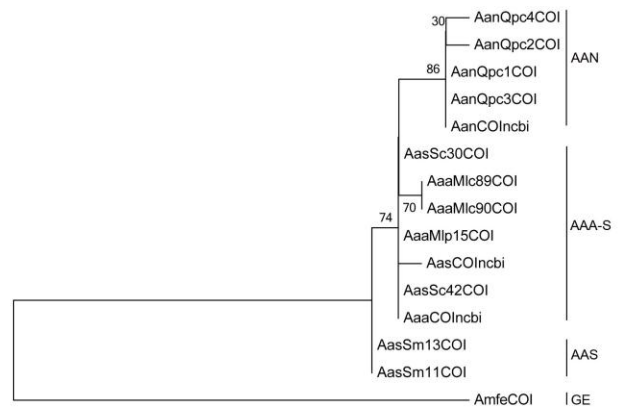 AanQpc4COI
30
AanQpc2COI
AAN
86
AanQpc1COI
AanQpc3COI
AanCOIncbi
AasSc30COI
AaaMlc89COI
70
AaaMlc90COI
AAA-S
74
AaaMlp15COI
AasCOIncbi
AasSc42COI
AaaCOIncbi
AasSm13COI
AAS
AasSm11COI
AmfeCOI
GE